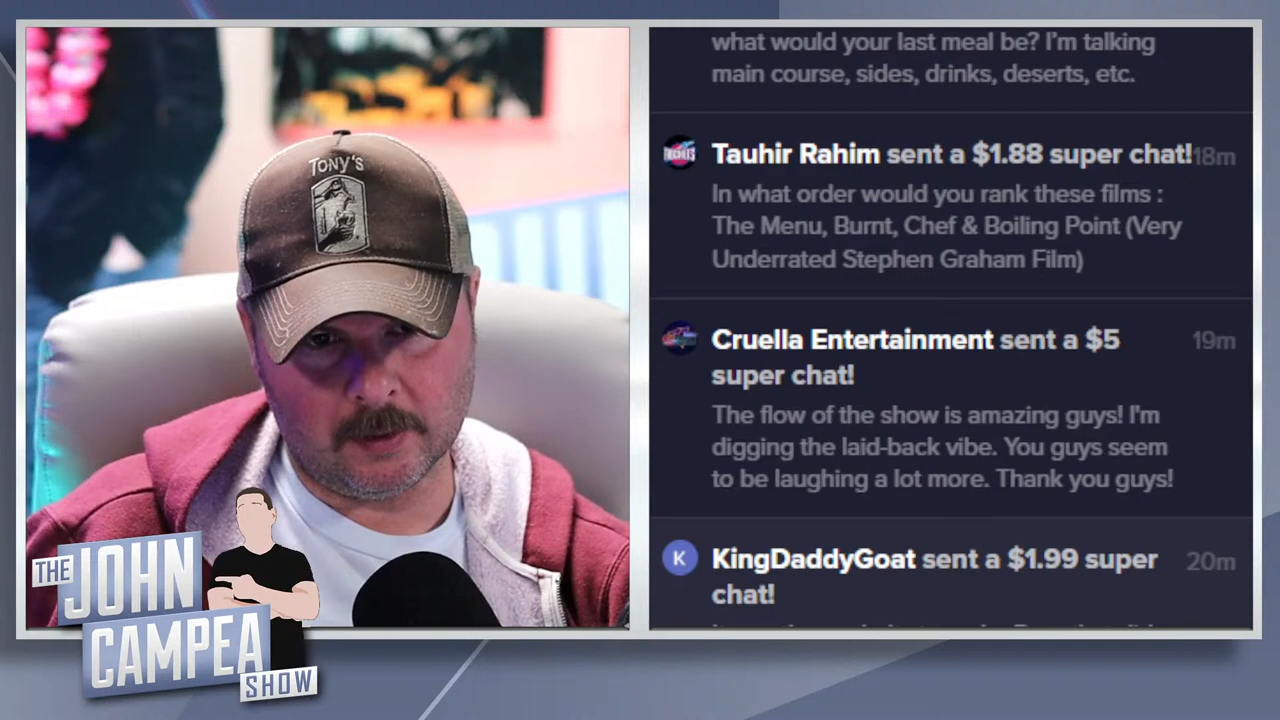 TONY'S
THE
JOHN
CAMPEA
SHOW
what would your last meal be? I'm talking
main course, sides, drinks, deserts, etc.
Tauhir Rahim sent a $1.88 super chat! 18m
In what order would you rank these films :
The Menu, Burnt, Chef & Boiling Point (Very
Underrated Stephen Graham Film)
Cruella Entertainment sent a $5 19m
super chat!
The flow of the show is amazing guys! I'm
digging the laid-back vibe. You guys seem
to be laughing a lot more. Thank you guys!
K
KingDaddyGoat sent a $1.99 super 20m
chat!